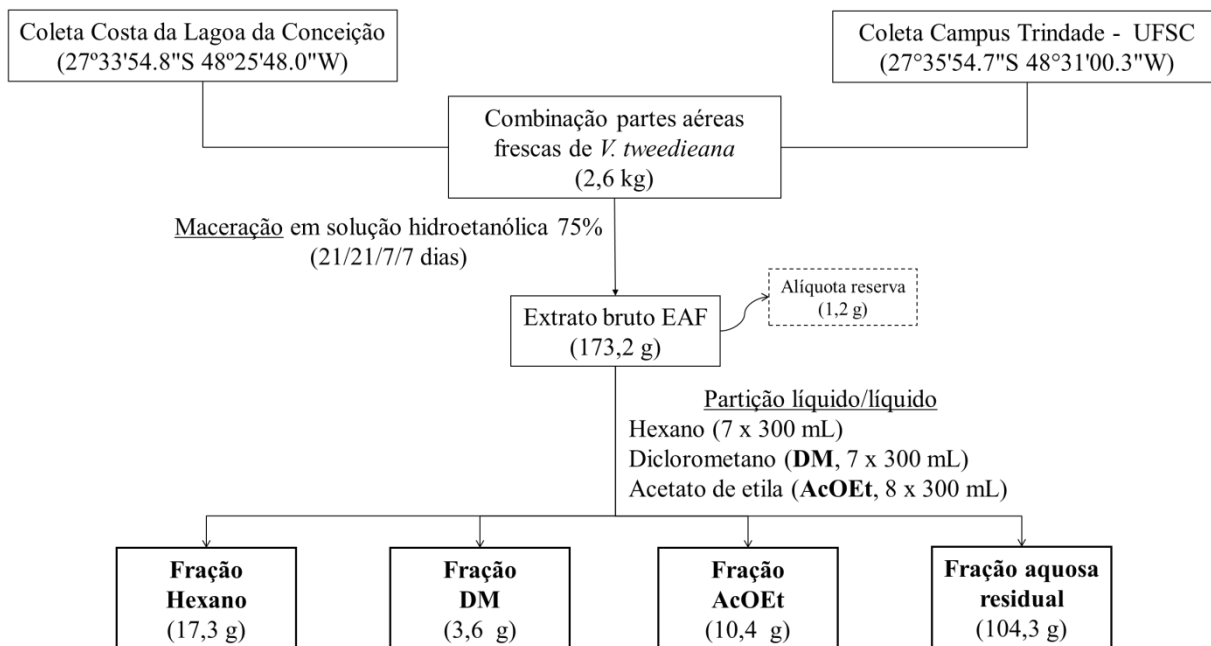 Coleta Costa da Lagoa da Conceição
(27º33'54.8"S 48°25'48.0"W)
Coleta Campus Trindade - UFSC
(27°35'54.7"S 48°31'00.3"W)
Combinação partes aéreas
frescas de V. tweedieana
(2,6 kg)
Maceração em solução hidroetanólica 75%
(21/21/7/7 dias)
Alíquota reserva
(1,2 g)
Extrato bruto EAF
(173,2 g)
Partição líquido/líquido
Hexano (7 x 300 mL)
Diclorometano (DM, 7 x 300 mL)
Acetato de etila (AcOEt, 8 x 300 mL)
Fração
Hexano
(17,3 g)
Fração
DM
(3,6 g)
Fração
AcOEt
(10,4 g)
Fração aquosa
residual
(104,3 g)